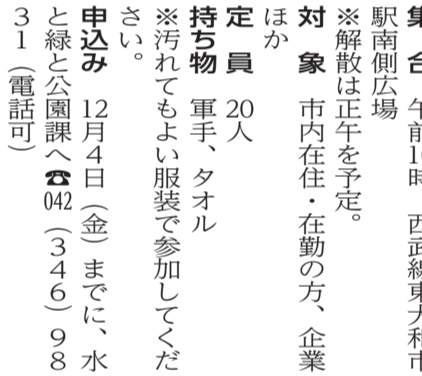 集　合　午前10時　西武線東大和市
駅南側広場
※解散は正午を予定。
対　象　市内在住・在勤の方、企業
ほか
定　員　20人
持ち物　軍手、タオル
※汚れてもよい服装で参加してくだ
さい。
申込み　12月4日（金）までに、水
と緑と公園課へ☎042（346）98
31（電話可）